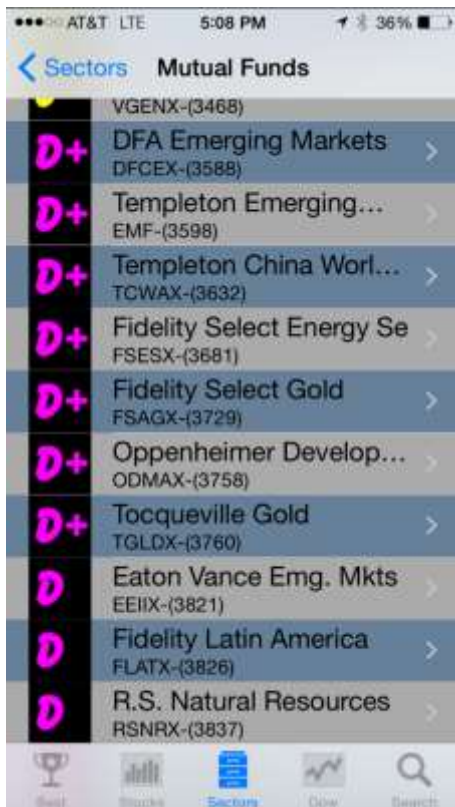 AT&T LTE 5:08 PM 36%
Sectors Mutual Funds
VGENX-(3468)
D+ DFA Emerging Markets
DFCEX-(3588)
D+ Templeton Emerging...
EMF-(3598)
D+ Templeton China Worl...
TCWAX-(3632)
D+ Fidelity Select Energy Se
FSESX-(3681)
D+ Fidelity Select Gold
FSAGX-(3729)
D+ Oppenheimer Develop...
ODMAX-(3758)
D+ Tocqueville Gold
TGLDX-(3760)
D Eaton Vance Emg. Mkts
EEIIX-(3821)
D Fidelity Latin America
FLATX-(3826)
D R.S. Natural Resources
RSNRX-(3837)
Best Stocks Sectors Dow Search